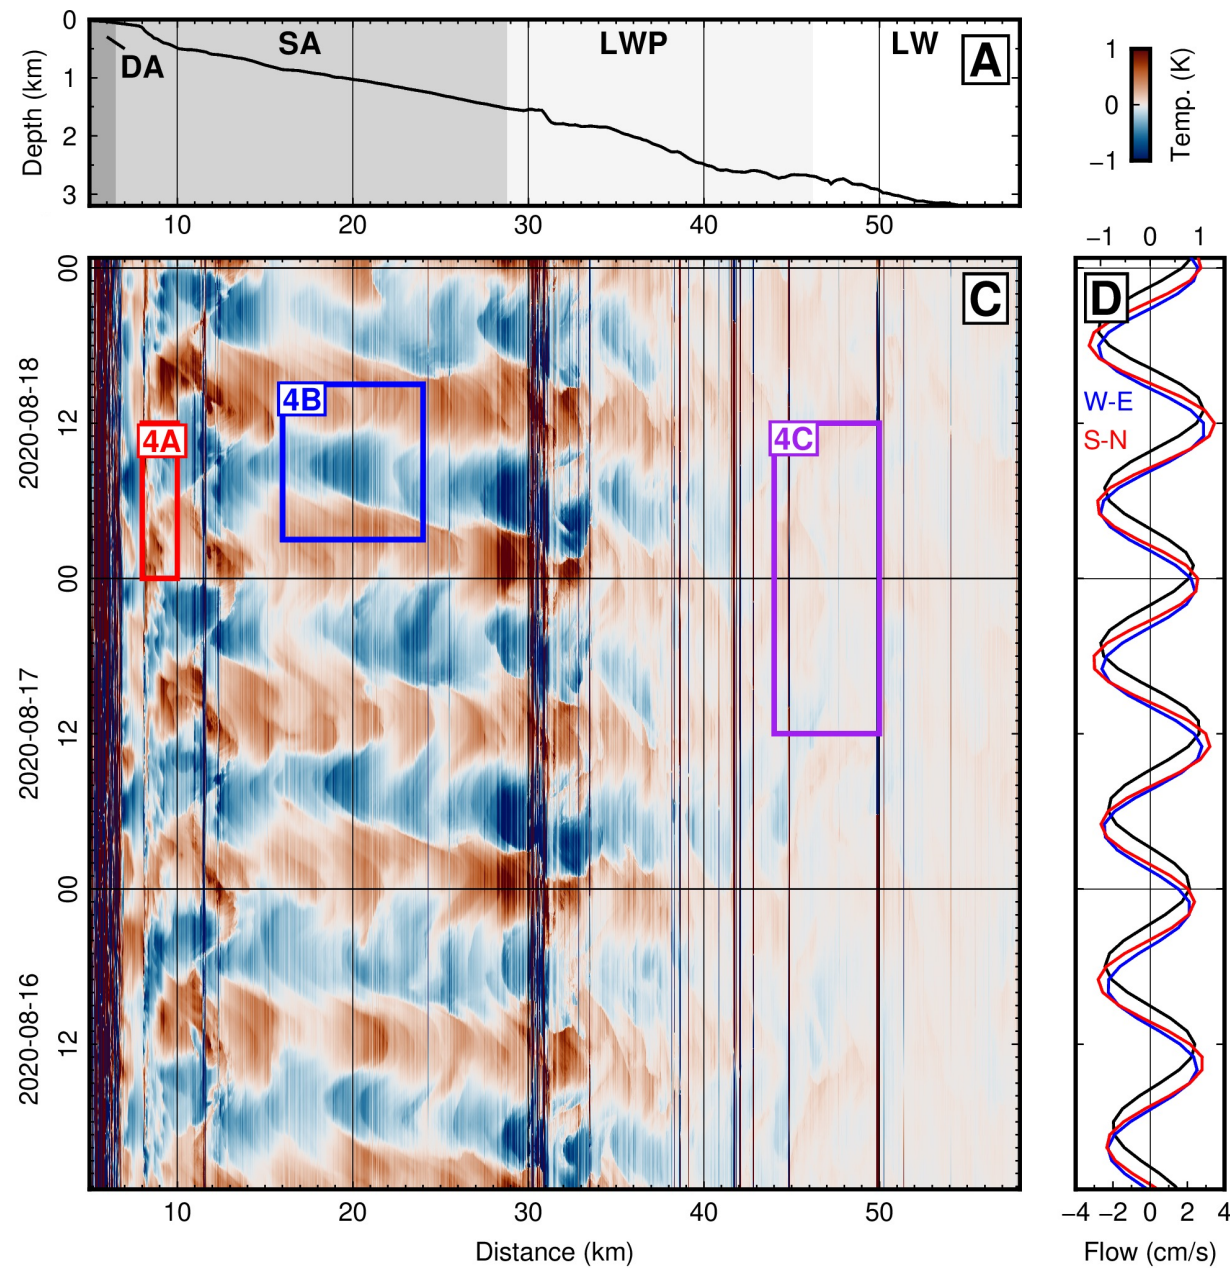 0
1
2
3
Depth (km)
DA
SA
LWP
LW
A
10
20
30
40
50
1
0
−1
Temp. (K)
00
12
00
12
00
12
2020-08-18
2020-08-17
2020-08-16
4A
4B
4C
C
10
20
30
40
50
Distance (km)
−1 0 1
D
W-E
S-N
−4 −2 0 2 4
Flow (cm/s)